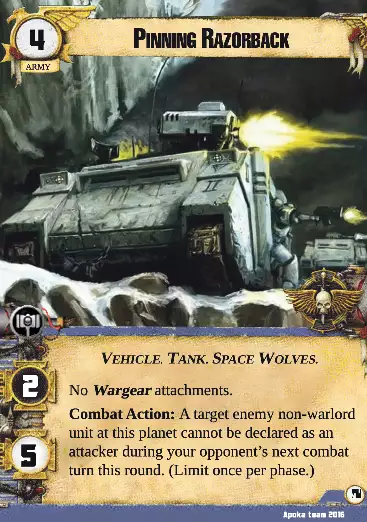 4
PINNING RAZORBACK
ARMY
II
VEHICLE. TANK. SPACE WOLVES.
2
No Wargear attachments.
Combat Action: A target enemy non-warlord
unit at this planet cannot be declared as an
attacker during your opponent's next combat
turn this round. (Limit once per phase.)
5
Apoka team 2016